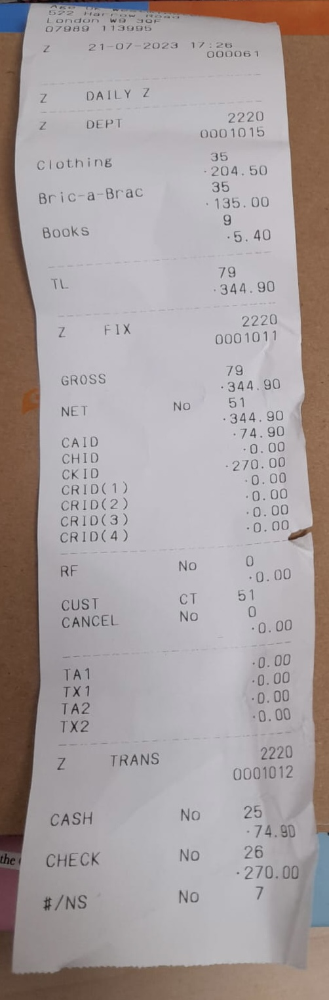 Age UK
522 Harrow Road
London W9 3QF
07989 113995
Z 21-07-2023 17:26
000061
Z DAILY Z
Z DEPT 2220
0001015
Clothing 35
·204.50
Bric-a-Brac 35
·135.00
Books 9
·5.40
TL 79
·344.90
Z FIX 2220
0001011
GROSS 79
·344.90
NET No 51
·344.90
CAID ·74.90
CHID ·0.00
CKID ·270.00
CRID(1) ·0.00
CRID(2) ·0.00
CRID(3) ·0.00
CRID(4) ·0.00
RF No 0
·0.00
CUST CT 51
CANCEL No 0
·0.00
TA1 ·0.00
TX1 ·0.00
TA2 ·0.00
TX2 ·0.00
Z TRANS 2220
0001012
CASH No 25
·74.90
CHECK No 26
·270.00
#/NS No 7
the